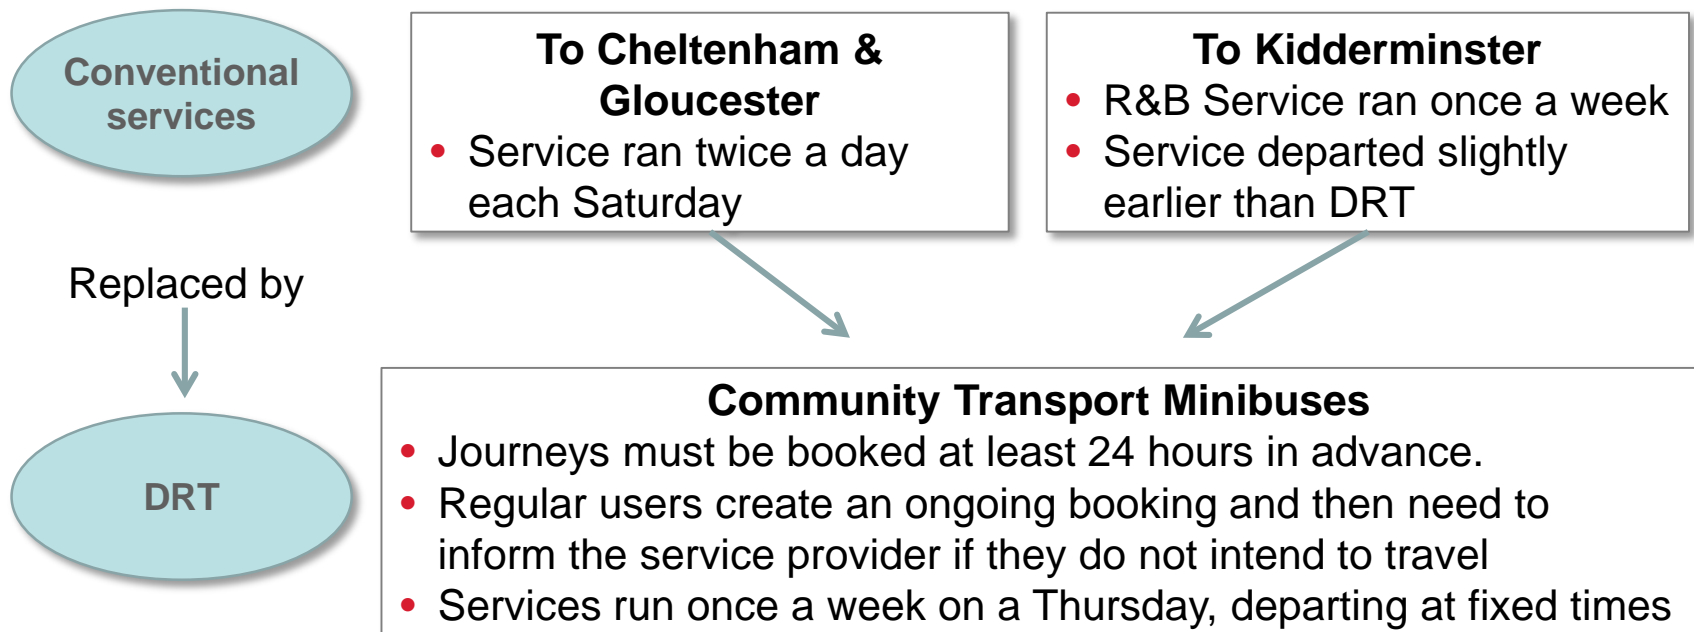 Conventional
services
To Cheltenham &
Gloucester
• Service ran twice a day
each Saturday
To Kidderminster
• R&B Service ran once a week
• Service departed slightly
earlier than DRT
Replaced by
DRT
Community Transport Minibuses
• Journeys must be booked at least 24 hours in advance.
• Regular users create an ongoing booking and then need to
inform the service provider if they do not intend to travel
• Services run once a week on a Thursday, departing at fixed times